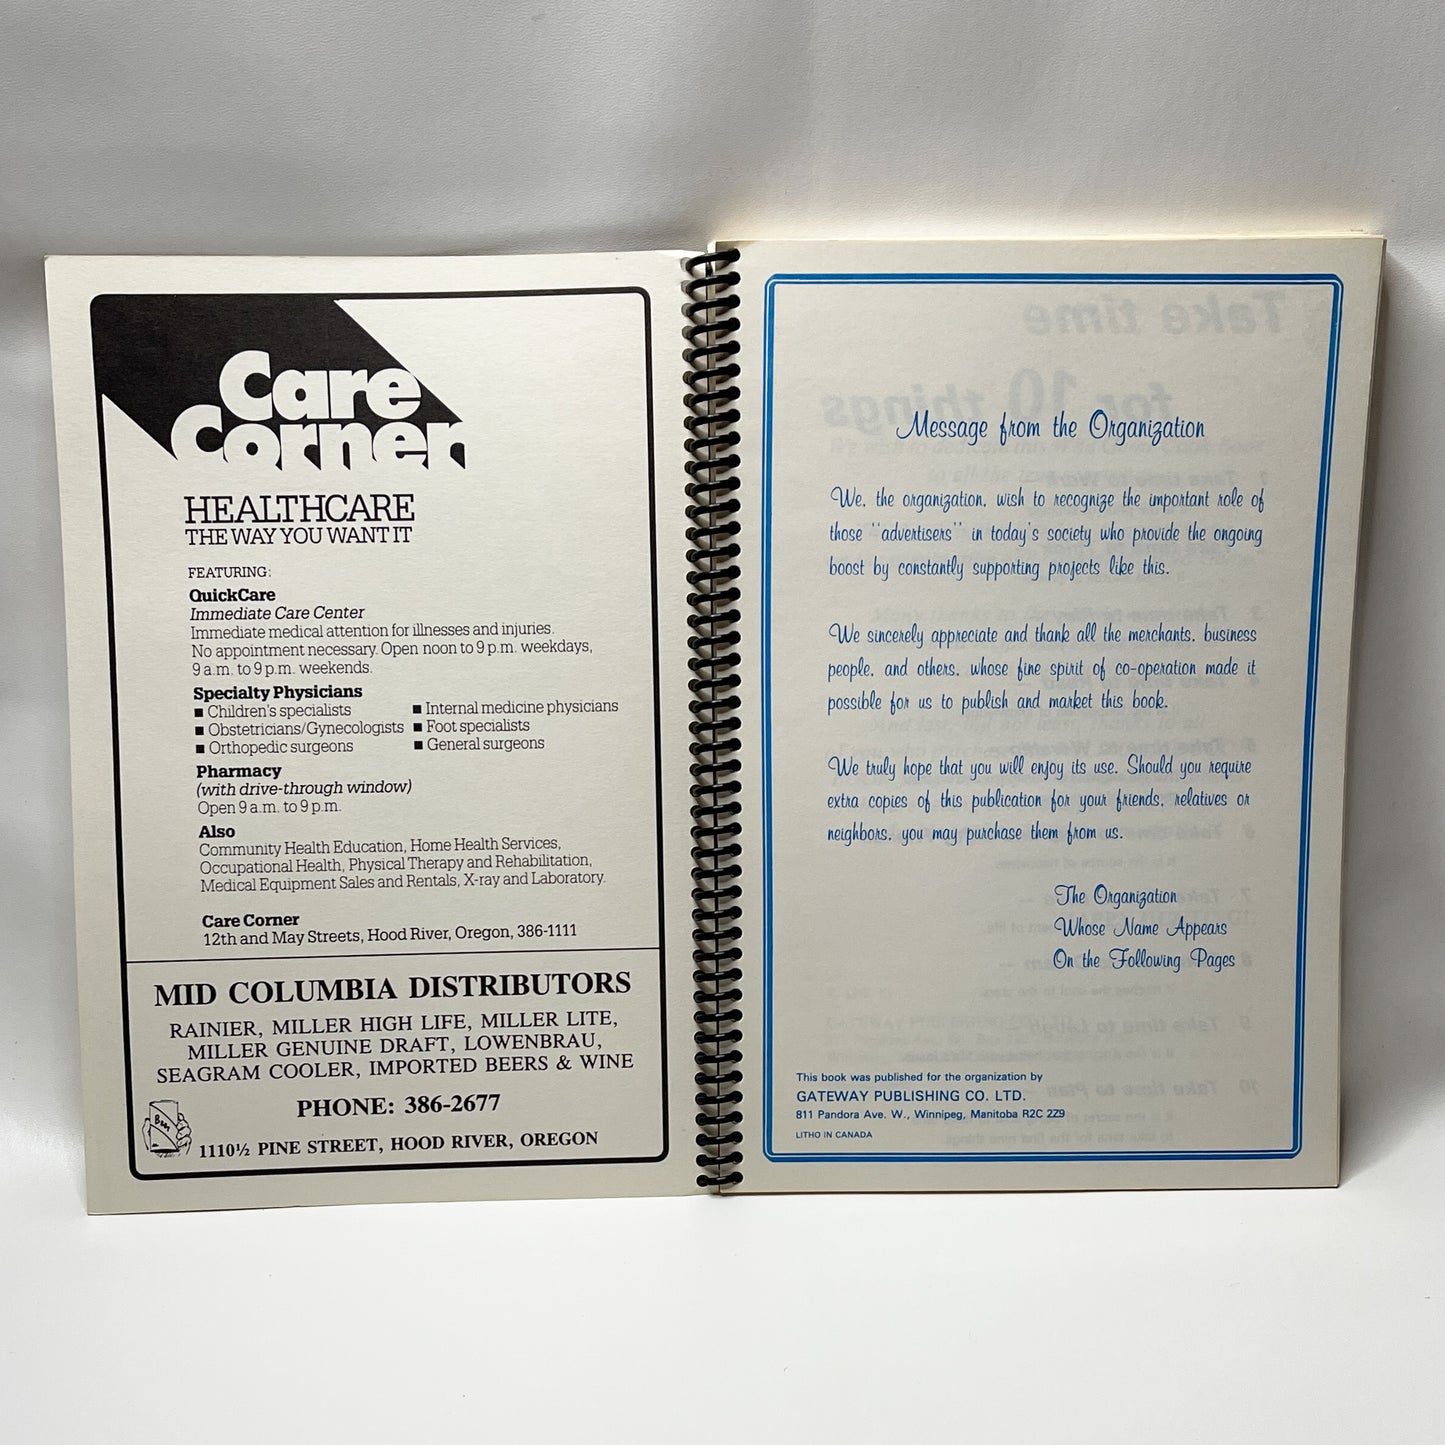 Care
Corner
HEALTHCARE
THE WAY YOU WANT IT
FEATURING:
QuickCare
Immediate Care Center
Immediate medical attention for illnesses and injuries.
No appointment necessary. Open noon to 9 p.m. weekdays,
9 a.m. to 9 p.m. weekends.
Specialty Physicians
■ Children's specialists ■ Internal medicine physicians
■ Obstetricians/Gynecologists ■ Foot specialists
■ Orthopedic surgeons ■ General surgeons
Pharmacy
(with drive-through window)
Open 9 a.m. to 9 p.m.
Also
Community Health Education, Home Health Services,
Occupational Health, Physical Therapy and Rehabilitation,
Medical Equipment Sales and Rentals, X-ray and Laboratory.
Care Corner
12th and May Streets, Hood River, Oregon, 386-1111
MID COLUMBIA DISTRIBUTORS
RAINIER, MILLER HIGH LIFE, MILLER LITE,
MILLER GENUINE DRAFT, LOWENBRAU,
SEAGRAM COOLER, IMPORTED BEERS & WINE
PHONE: 386-2677
Beer
1110½ PINE STREET, HOOD RIVER, OREGON
Take time
for 10 things
Message from the Organization
We, the organization, wish to recognize the important role of
those "advertisers" in today's society who provide the ongoing
boost by constantly supporting projects like this.
We sincerely appreciate and thank all the merchants, business
people, and others, whose fine spirit of co-operation made it
possible for us to publish and market this book.
We truly hope that you will enjoy its use. Should you require
extra copies of this publication for your friends, relatives or
neighbors, you may purchase them from us.
The Organization
Whose Name Appears
On the Following Pages
This book was published for the organization by
GATEWAY PUBLISHING CO. LTD.
811 Pandora Ave. W., Winnipeg, Manitoba R2C 2Z9
LITHO IN CANADA